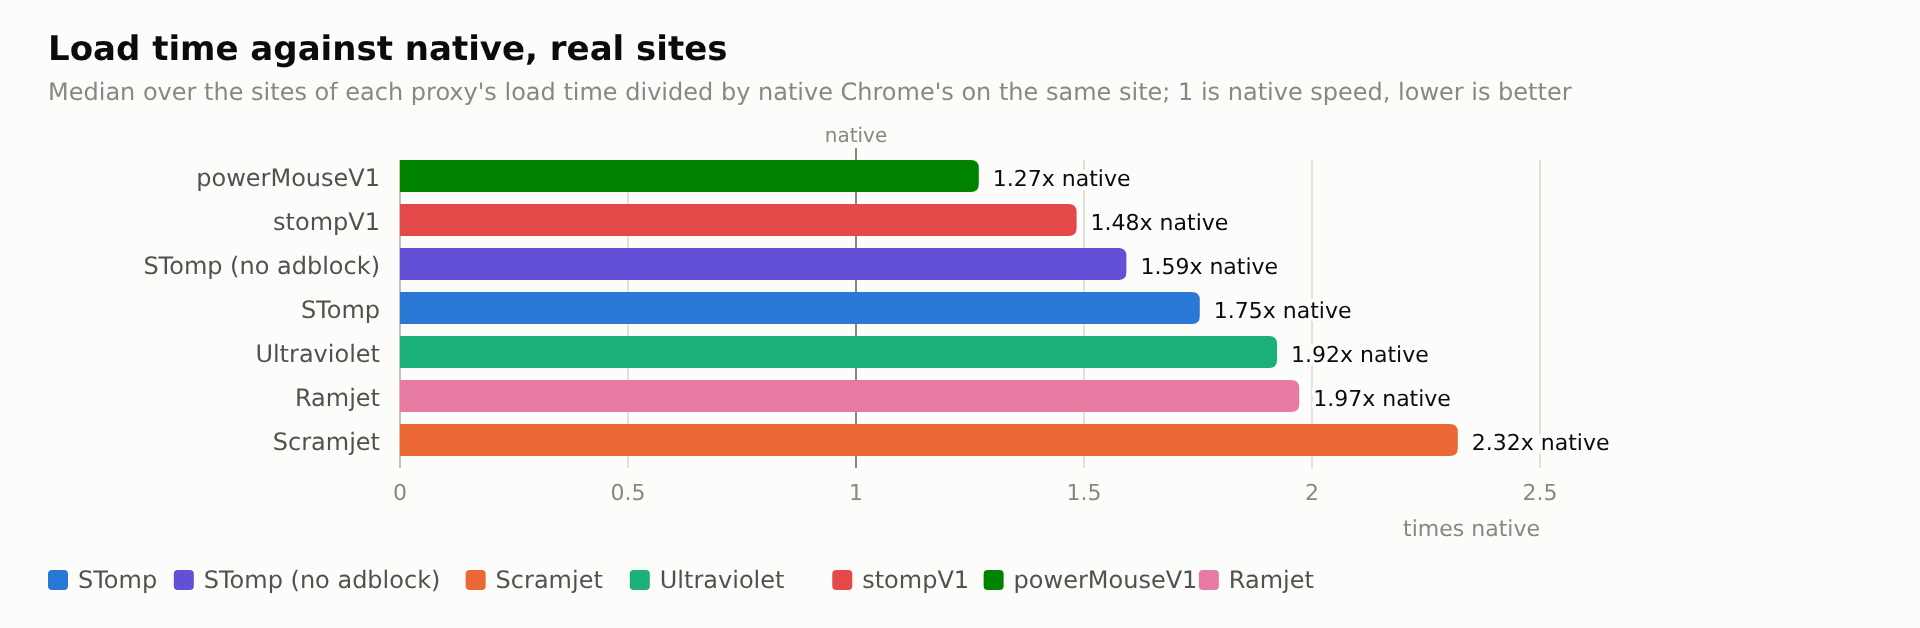 Load time against native, real sites
Median over the sites of each proxy's load time divided by native Chrome's on the same site; 1 is native speed, lower is better
native
powerMouseV1 1.27x native
stompV1 1.48x native
STomp (no adblock) 1.59x native
STomp 1.75x native
Ultraviolet 1.92x native
Ramjet 1.97x native
Scramjet 2.32x native
0 0.5 1 1.5 2 2.5
times native
STomp STomp (no adblock) Scramjet Ultraviolet stompV1 powerMouseV1 Ramjet